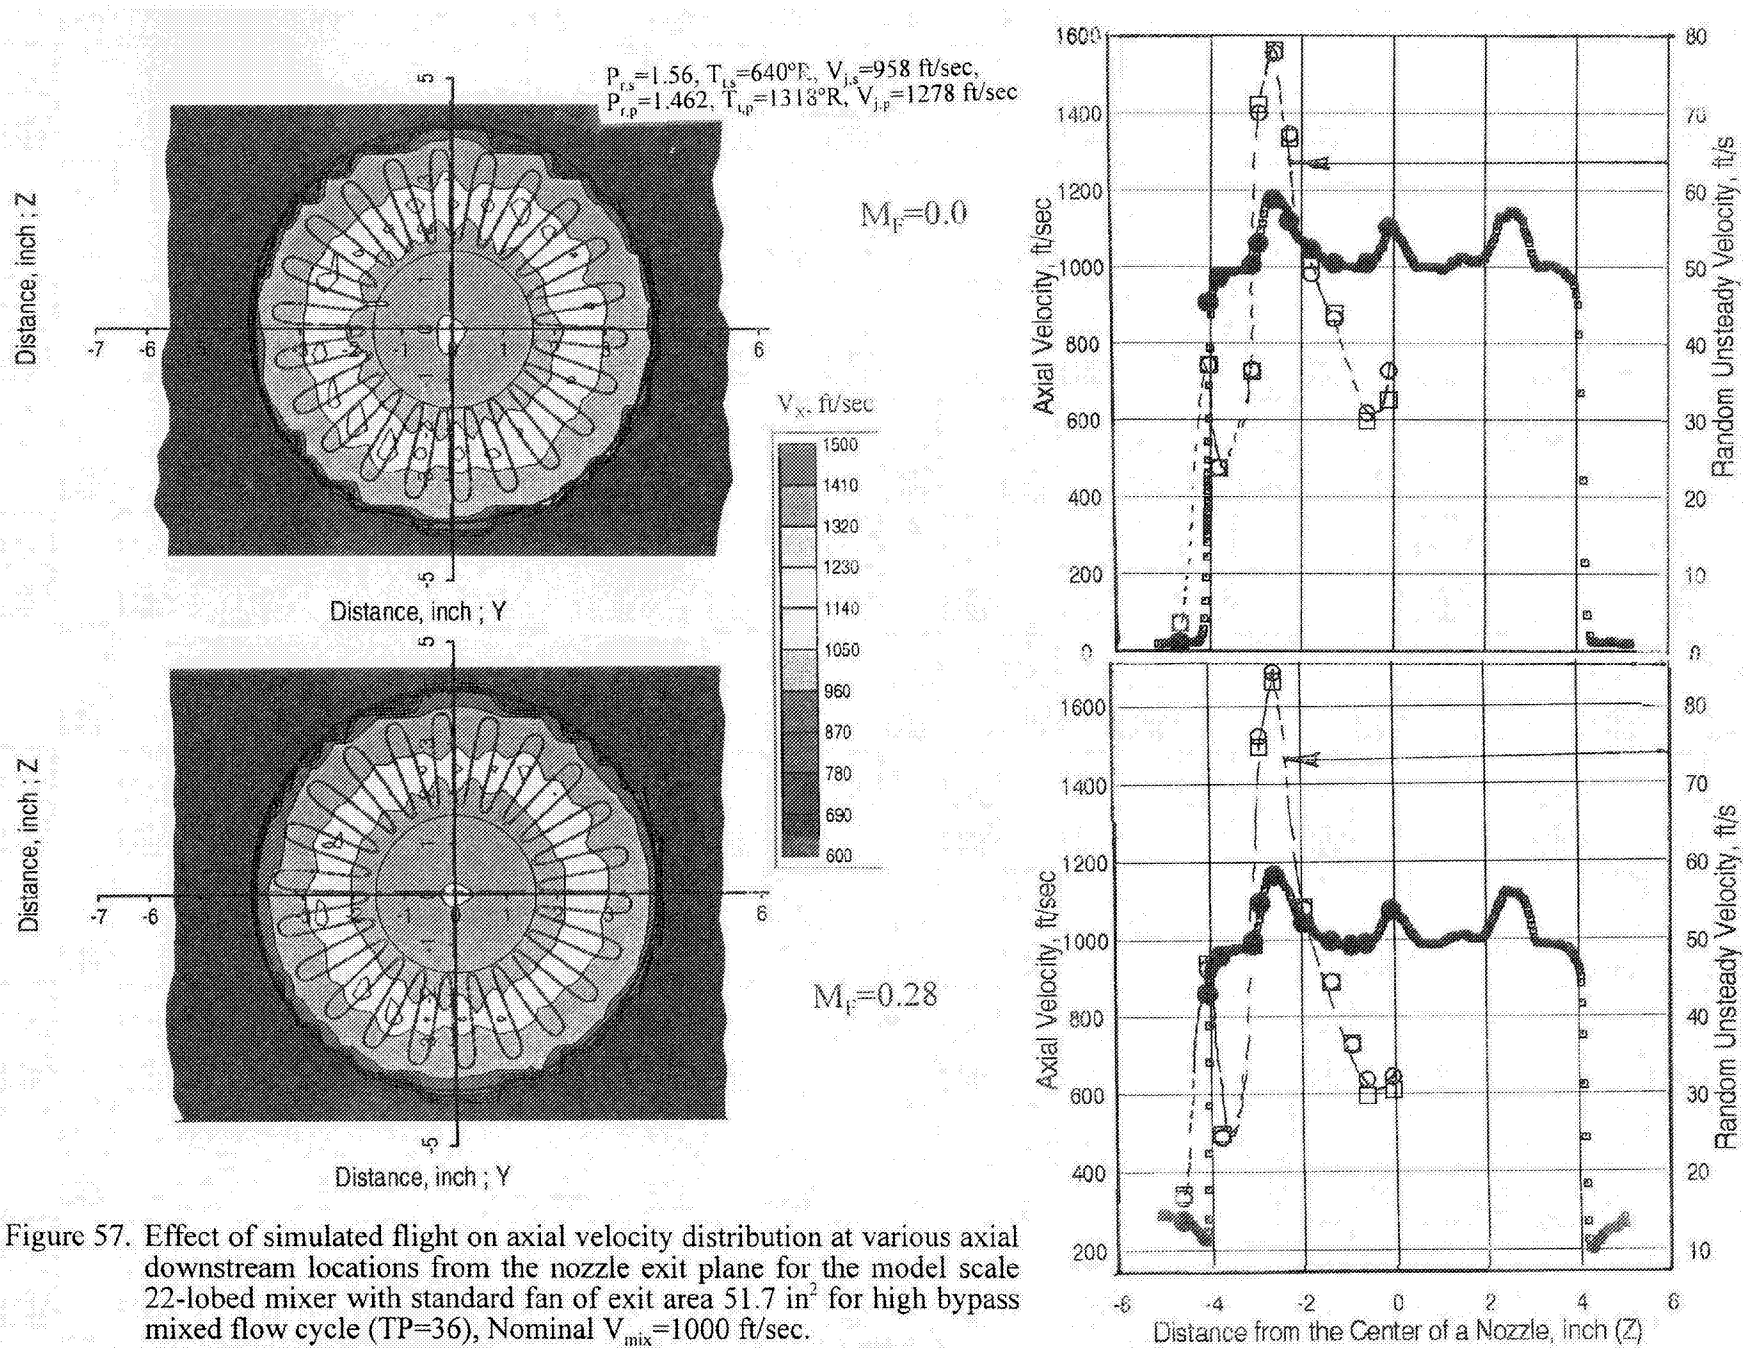 P_r,s=1.56, T_t,s=640°R, V_j,s=958 ft/sec,
P_r,p=1.462, T_t,p=1318°R, V_j,p=1278 ft/sec
5
Distance, inch ; Z
M_F=0.0
-7 -6 -1 0 1 6
-5
Distance, inch ; Y
V_x, ft/sec
1500
1410
1320
1230
1140
1050
960
870
780
690
600
5
Distance, inch ; Z
M_F=0.28
-7 -6 -1 0 1 6
-5
Distance, inch ; Y
Axial Velocity, ft/sec
1600
1400
1200
1000
800
600
400
200
0
80
70
60
50
40
30
20
10
0
Random Unsteady Velocity, ft/s
Axial Velocity, ft/sec
1600
1400
1200
1000
800
600
400
200
80
70
60
50
40
30
20
10
Random Unsteady Velocity, ft/s
-6 -4 -2 0 2 4 6
Distance from the Center of a Nozzle, inch (Z)
Figure 57. Effect of simulated flight on axial velocity distribution at various axial
downstream locations from the nozzle exit plane for the model scale
22-lobed mixer with standard fan of exit area 51.7 in² for high bypass
mixed flow cycle (TP=36), Nominal V_mix=1000 ft/sec.